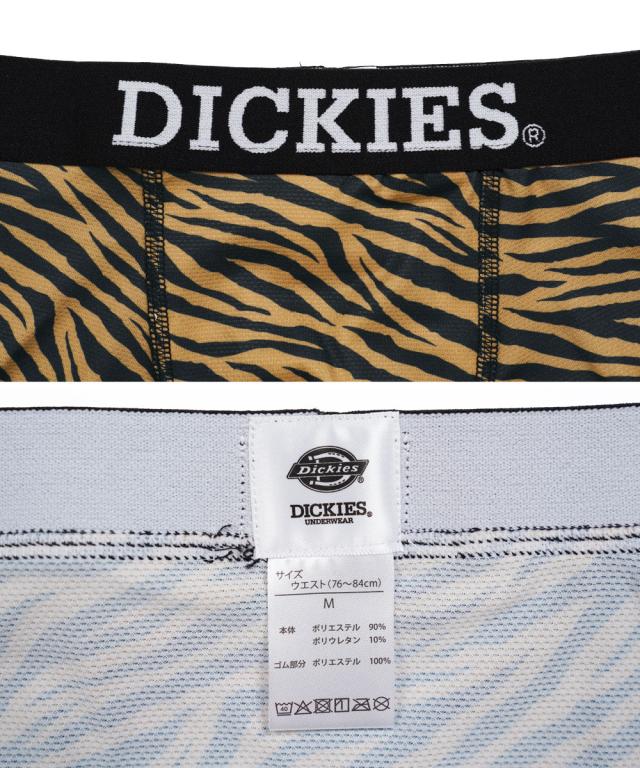 DICKIES®
Dickies®
DICKIES®
UNDERWEAR
サイズ
ウエスト(76～84cm)
M
本体 ポリエステル 90%
ポリウレタン 10%
ゴム部分 ポリエステル 100%
40